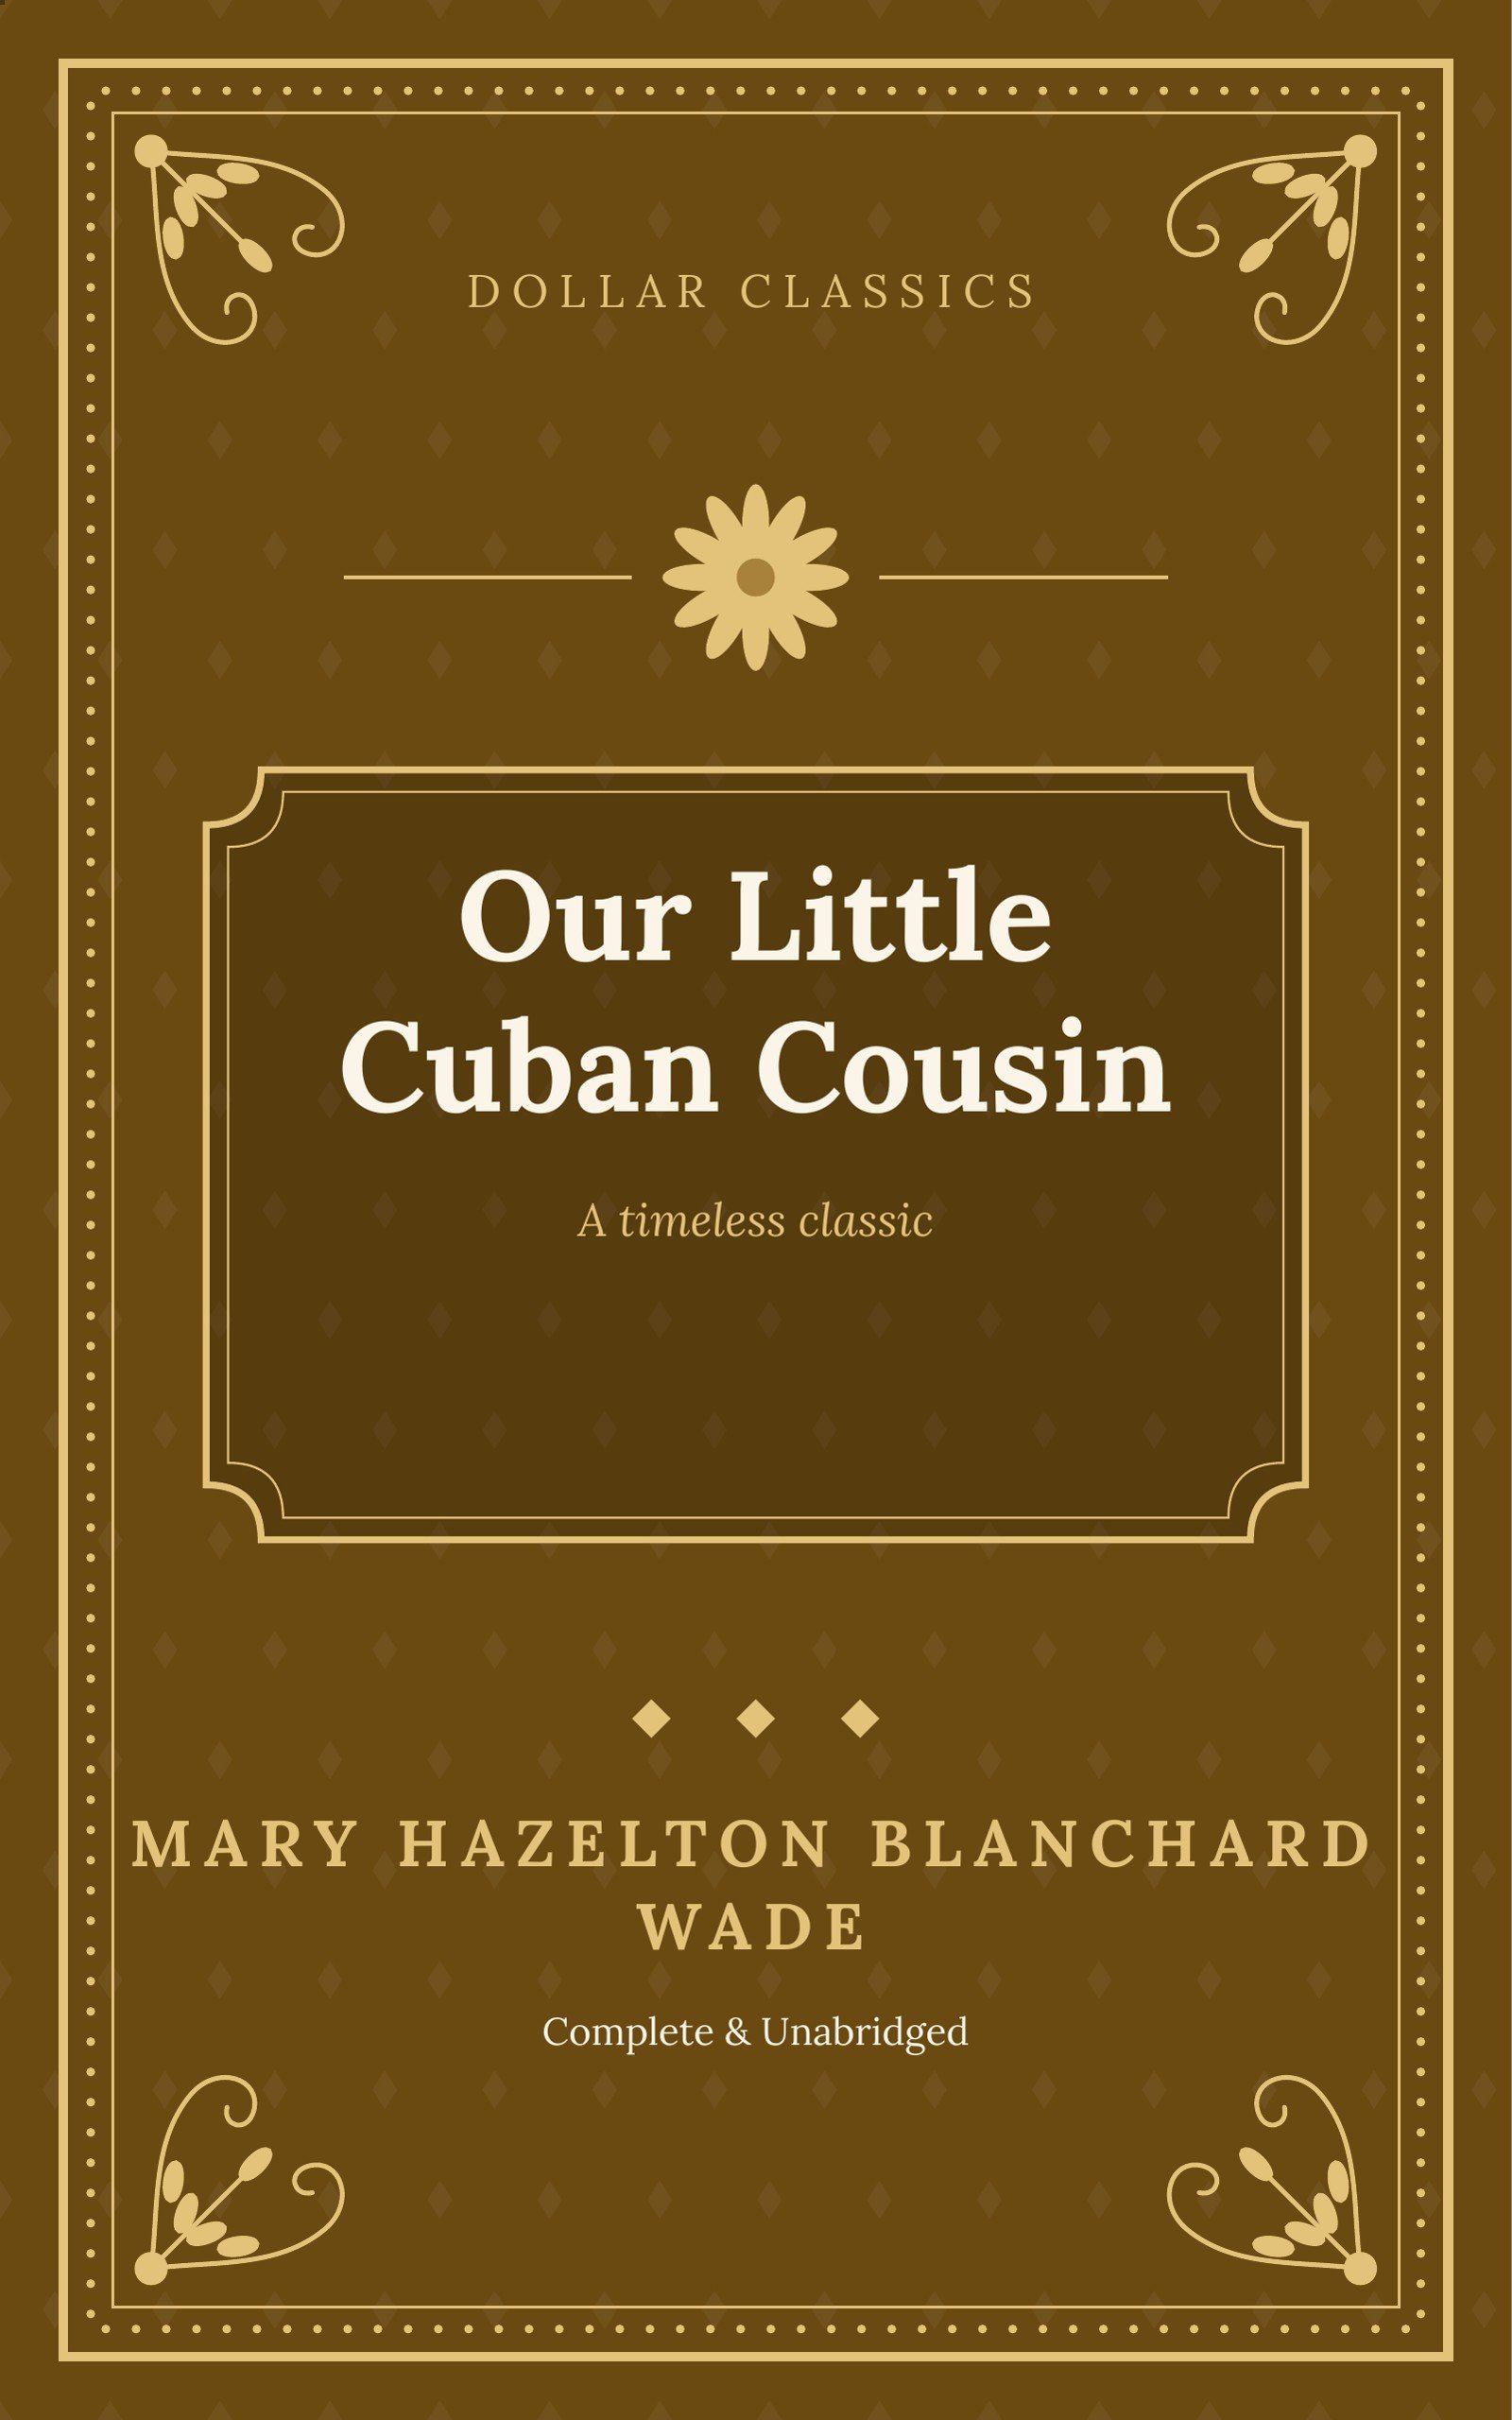 DOLLAR CLASSICS
Our Little
Cuban Cousin
A timeless classic
MARY HAZELTON BLANCHARD
WADE
Complete & Unabridged